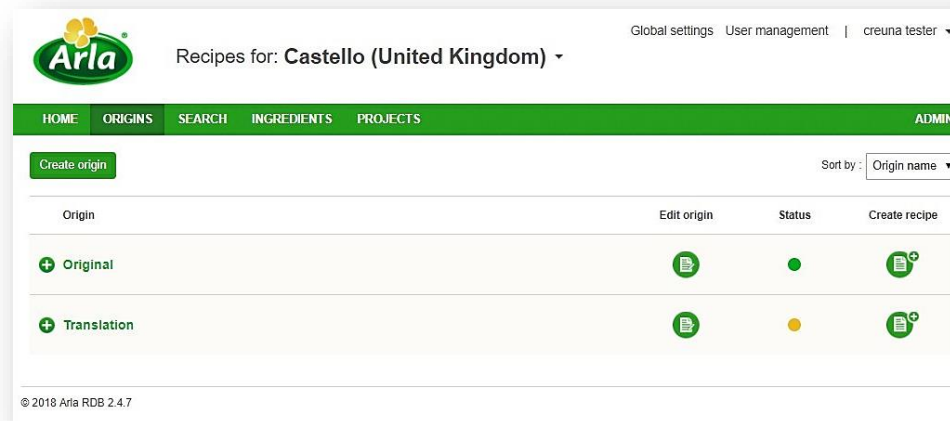 Arla
Recipes for: Castello (United Kingdom)
Global settings User management | creuna tester
HOME ORIGINS SEARCH INGREDIENTS PROJECTS ADMIN
Create origin
Sort by : Origin name
Origin Edit origin Status Create recipe
Original
Translation
© 2018 Arla RDB 2.4.7